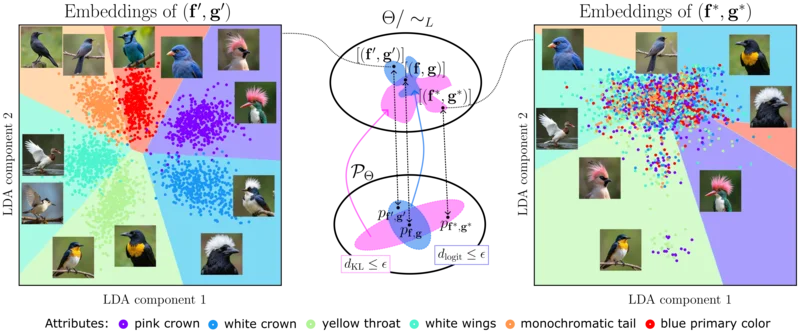 Embeddings of (f′, g′)
Θ/ ∼L
Embeddings of (f*, g*)
[(f′, g′)]
[(f, g)]
[(f*, g*)]
PΘ
pf′,g′
pf,g
pf*,g*
dKL ≤ ϵ
dlogit ≤ ϵ
LDA component 2
LDA component 1
LDA component 2
LDA component 1
Attributes: pink crown white crown yellow throat white wings monochromatic tail blue primary color